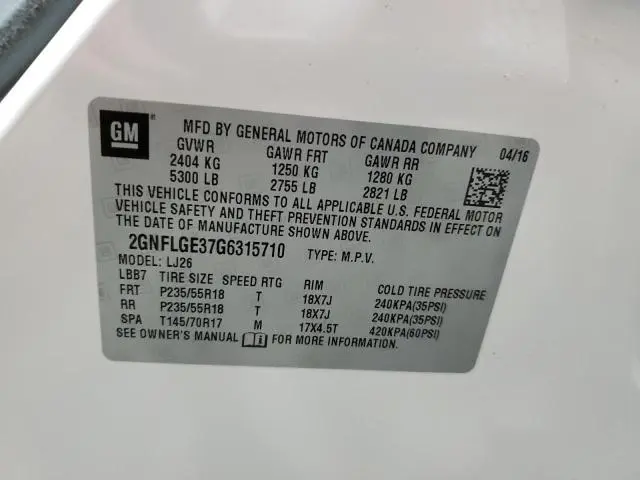 GM
MFD BY GENERAL MOTORS OF CANADA COMPANY 04/16
GVWR GAWR FRT GAWR RR
2404 KG 1250 KG 1280 KG
5300 LB 2755 LB 2821 LB
THIS VEHICLE CONFORMS TO ALL APPLICABLE U.S. FEDERAL MOTOR
VEHICLE SAFETY AND THEFT PREVENTION STANDARDS IN EFFECT ON
THE DATE OF MANUFACTURE SHOWN ABOVE.
2GNFLGE37G6315710 TYPE: M.P.V.
MODEL: LJ26
LBB7 TIRE SIZE SPEED RTG RIM COLD TIRE PRESSURE
FRT P235/55R18 T 18X7J 240KPA(35PSI)
RR P235/55R18 T 18X7J 240KPA(35PSI)
SPA T145/70R17 M 17X4.5T 420KPA(60PSI)
SEE OWNER'S MANUAL FOR MORE INFORMATION.